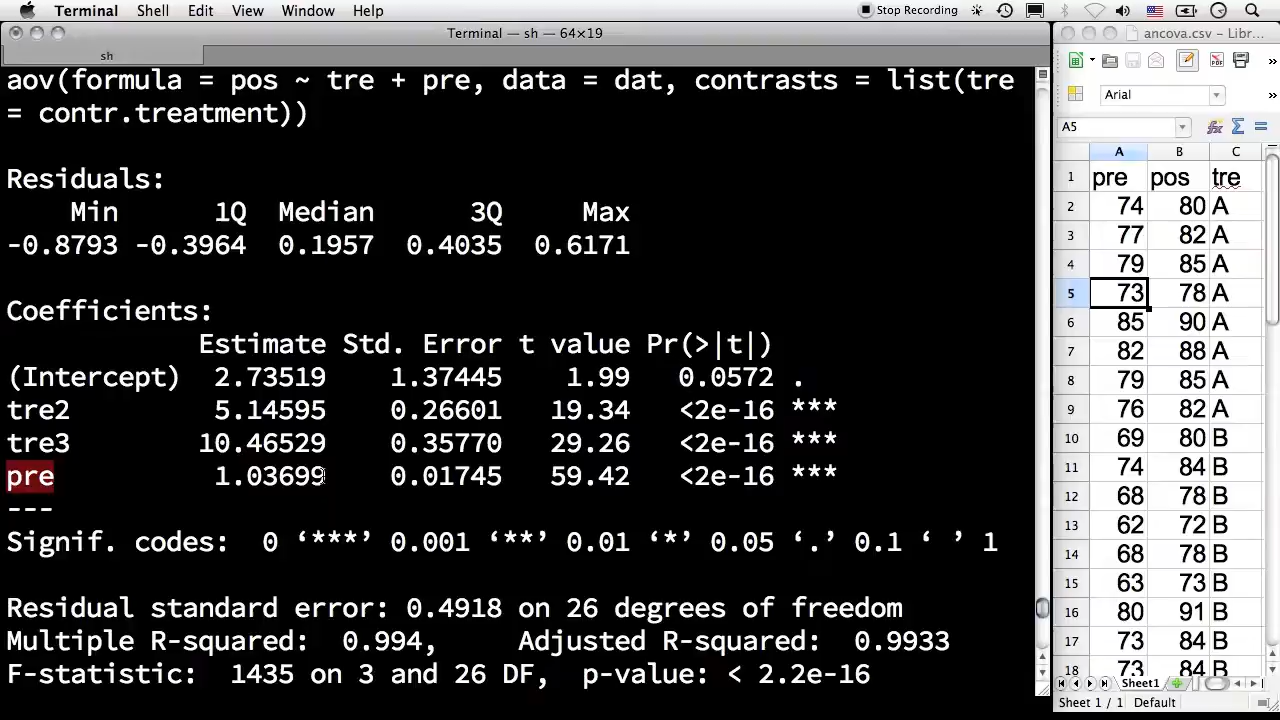 Terminal Shell Edit View Window Help Stop Recording
Terminal — sh — 64×19
sh
aov(formula = pos ~ tre + pre, data = dat, contrasts = list(tre
= contr.treatment))
Residuals:
Min 1Q Median 3Q Max
-0.8793 -0.3964 0.1957 0.4035 0.6171
Coefficients:
Estimate Std. Error t value Pr(>|t|)
(Intercept) 2.73519 1.37445 1.99 0.0572 .
tre2 5.14595 0.26601 19.34 <2e-16 ***
tre3 10.46529 0.35770 29.26 <2e-16 ***
pre 1.03699 0.01745 59.42 <2e-16 ***
---
Signif. codes: 0 ‘***’ 0.001 ‘**’ 0.01 ‘*’ 0.05 ‘.’ 0.1 ‘ ’ 1
Residual standard error: 0.4918 on 26 degrees of freedom
Multiple R-squared: 0.994, Adjusted R-squared: 0.9933
F-statistic: 1435 on 3 and 26 DF, p-value: < 2.2e-16
ancova.csv – Libr...
Arial
A5
A B C
1 pre pos tre
2 74 80 A
3 77 82 A
4 79 85 A
5 73 78 A
6 85 90 A
7 82 88 A
8 79 85 A
9 76 82 A
10 69 80 B
11 74 84 B
12 68 78 B
13 62 72 B
14 68 78 B
15 63 73 B
16 80 91 B
17 73 84 B
18 73 84 B
Sheet1
Sheet 1 / 1 Default